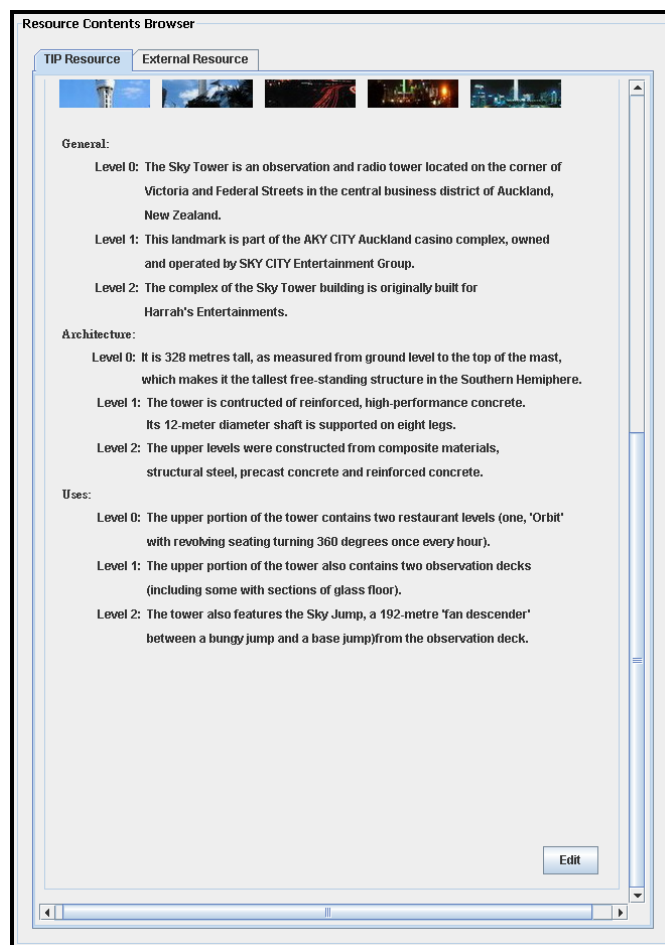 Resource Contents Browser
TIP Resource External Resource
General:
Level 0: The Sky Tower is an observation and radio tower located on the corner of
Victoria and Federal Streets in the central business district of Auckland,
New Zealand.
Level 1: This landmark is part of the AKY CITY Auckland casino complex, owned
and operated by SKY CITY Entertainment Group.
Level 2: The complex of the Sky Tower building is originally built for
Harrah's Entertainments.
Architecture:
Level 0: It is 328 metres tall, as measured from ground level to the top of the mast,
which makes it the tallest free-standing structure in the Southern Hemiphere.
Level 1: The tower is contructed of reinforced, high-performance concrete.
Its 12-meter diameter shaft is supported on eight legs.
Level 2: The upper levels were constructed from composite materials,
structural steel, precast concrete and reinforced concrete.
Uses:
Level 0: The upper portion of the tower contains two restaurant levels (one, 'Orbit'
with revolving seating turning 360 degrees once every hour).
Level 1: The upper portion of the tower also contains two observation decks
(including some with sections of glass floor).
Level 2: The tower also features the Sky Jump, a 192-metre 'fan descender'
between a bungy jump and a base jump)from the observation deck.
Edit